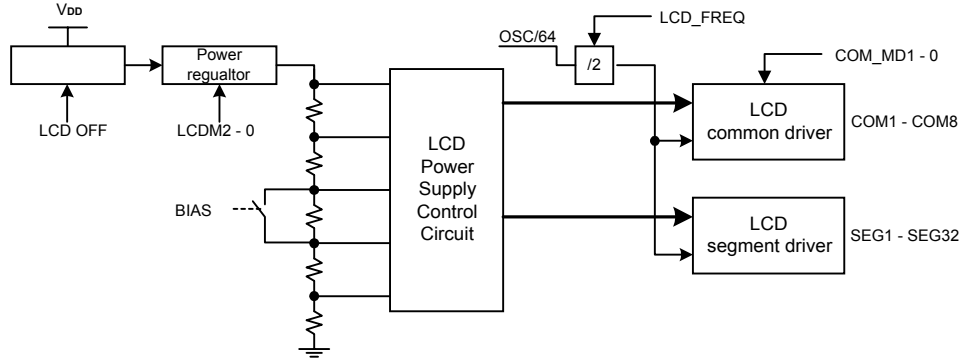 VDD
LCD_FREQ
OSC/64
/2
Power
regualtor
COM_MD1 - 0
LCD OFF
LCDM2 - 0
LCD
Power
Supply
Control
Circuit
LCD
common driver
COM1 - COM8
BIAS
LCD
segment driver
SEG1 - SEG32